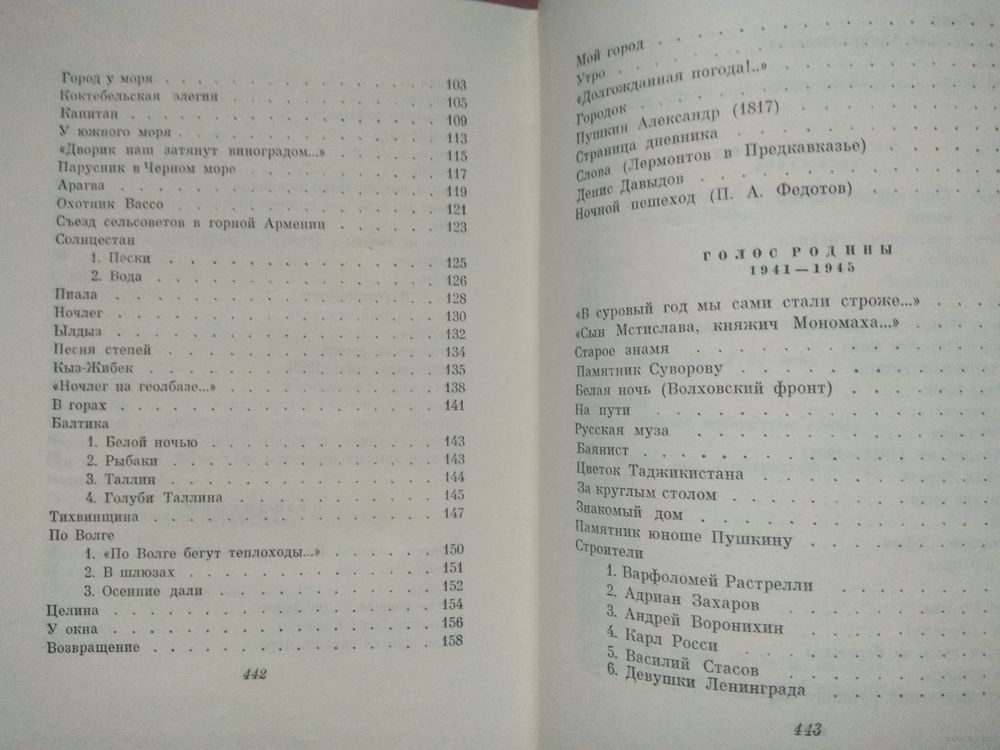 Город у моря . . . 103
Коктебельская элегия . . . 105
Капитан . . . 109
У южного моря . . . 113
«Дворик наш затянут виноградом...» . . . 115
Парусник в Черном море . . . 117
Арагва . . . 119
Охотник Вассо . . . 121
Съезд сельсоветов в горной Армении . . . 123
Солнцестан
1. Пески . . . 125
2. Вода . . . 126
Пиала . . . 128
Ночлег . . . 130
Ылдыз . . . 132
Песня степей . . . 134
Кыз-Жибек . . . 135
«Ночлег на геолбазе...» . . . 138
В горах . . . 141
Балтика
1. Белой ночью . . . 143
2. Рыбаки . . . 143
3. Таллин . . . 144
4. Голуби Таллина . . . 145
Тихвинщина . . . 147
По Волге
1. «По Волге бегут теплоходы...» . . . 150
2. В шлюзах . . . 151
3. Осенние дали . . . 152
Целина . . . 154
У окна . . . 156
Возвращение . . . 158
442
Мой город . . .
Утро . . .
«Долгожданная погода!..» . . .
Городок . . .
Пушкин Александр (1817) . . .
Страница дневника . . .
Слова (Лермонтов в Предкавказье) . . .
Денис Давыдов . . .
Ночной пешеход (П. А. Федотов) . . .
ГОЛОС РОДИНЫ
1941—1945
«В суровый год мы сами стали строже...» . . .
«Сын Мстислава, княжич Мономаха...» . . .
Старое знамя . . .
Памятник Суворову . . .
Белая ночь (Волховский фронт) . . .
На пути . . .
Русская муза . . .
Баянист . . .
Цветок Таджикистана . . .
За круглым столом . . .
Знакомый дом . . .
Памятник юноше Пушкину . . .
Строители
1. Варфоломей Растрелли . . .
2. Адриан Захаров . . .
3. Андрей Воронихин . . .
4. Карл Росси . . .
5. Василий Стасов . . .
6. Девушки Ленинграда . . .
443